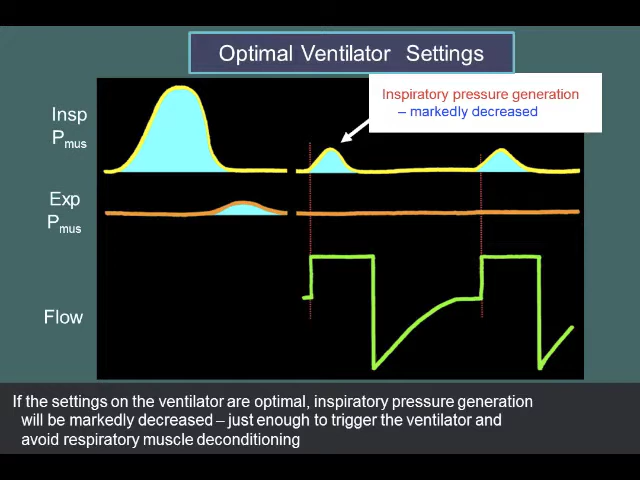 Optimal Ventilator Settings
Inspiratory pressure generation
– markedly decreased
Insp
Pmus
Exp
Pmus
Flow
If the settings on the ventilator are optimal, inspiratory pressure generation
will be markedly decreased – just enough to trigger the ventilator and
avoid respiratory muscle deconditioning